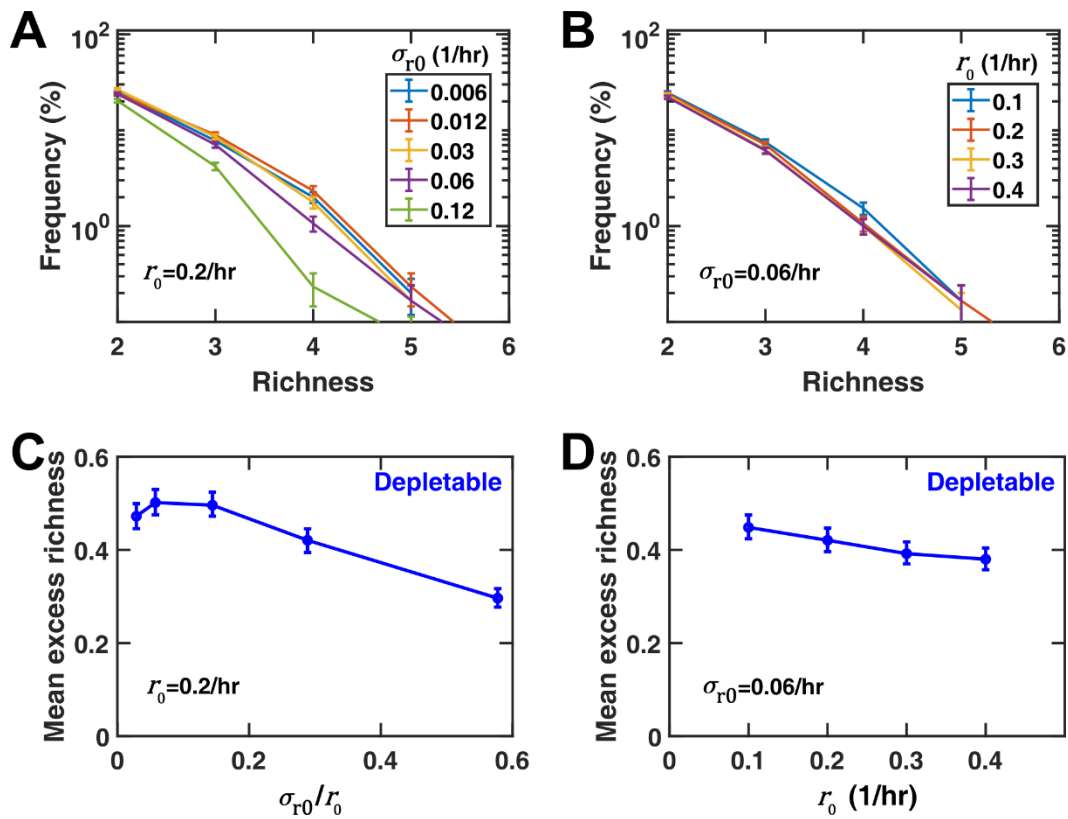 A
B
10²
10⁰
Frequency (%)
2
3
4
5
6
Richness
r₀=0.2/hr
σr0 (1/hr)
0.006
0.012
0.03
0.06
0.12
10²
10⁰
Frequency (%)
2
3
4
5
6
Richness
σr0=0.06/hr
r₀ (1/hr)
0.1
0.2
0.3
0.4
C
D
0.6
0.4
0.2
0
Mean excess richness
Depletable
r₀=0.2/hr
0
0.2
0.4
0.6
σr0/r₀
0.6
0.4
0.2
0
Mean excess richness
Depletable
σr0=0.06/hr
0
0.1
0.2
0.3
0.4
r₀ (1/hr)